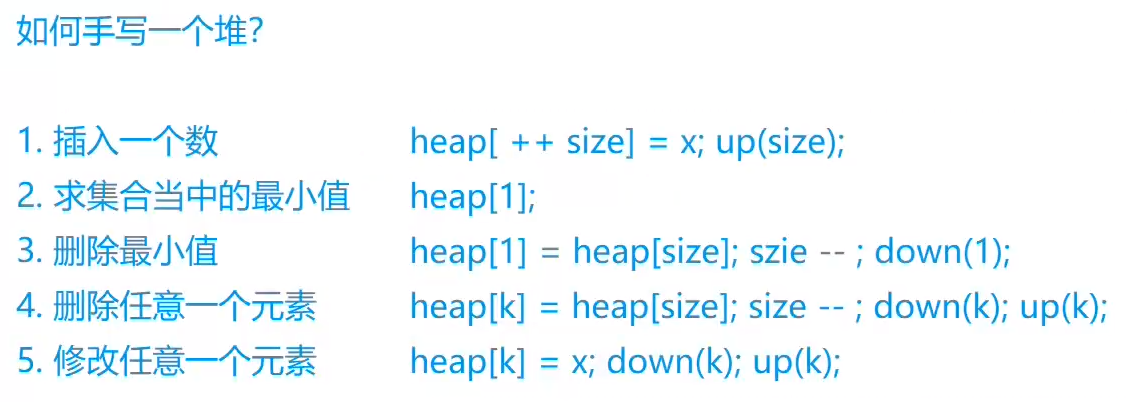 如何手写一个堆？
1. 插入一个数 heap[ ++ size] = x; up(size);
2. 求集合当中的最小值 heap[1];
3. 删除最小值 heap[1] = heap[size]; szie -- ; down(1);
4. 删除任意一个元素 heap[k] = heap[size]; size -- ; down(k); up(k);
5. 修改任意一个元素 heap[k] = x; down(k); up(k);